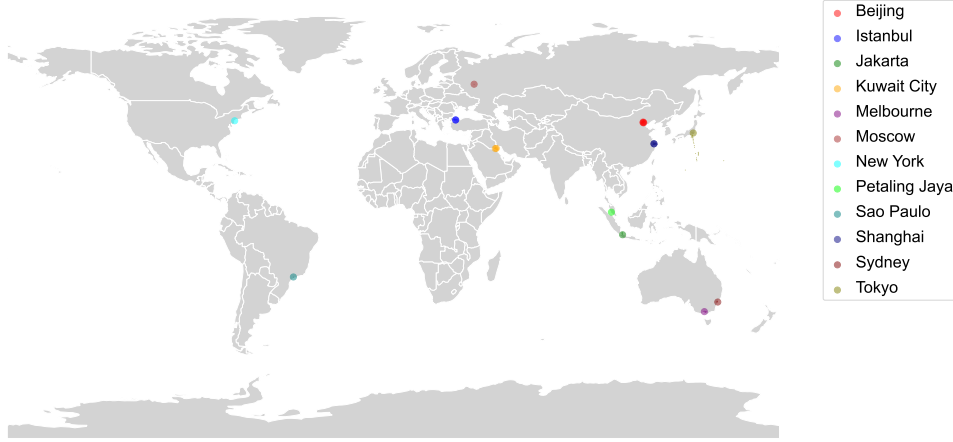 Beijing
Istanbul
Jakarta
Kuwait City
Melbourne
Moscow
New York
Petaling Jaya
Sao Paulo
Shanghai
Sydney
Tokyo